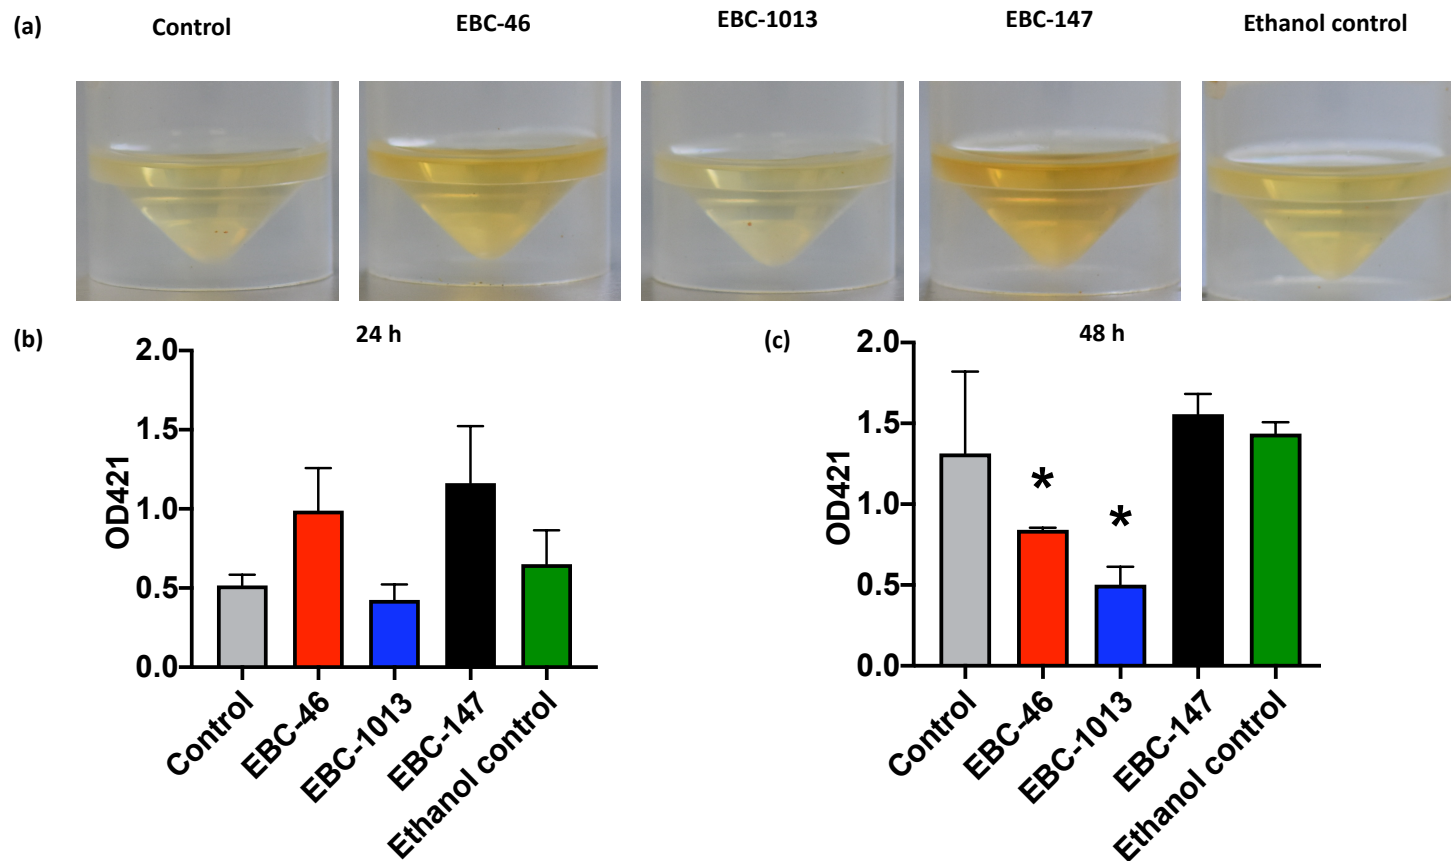 (a)
Control
EBC-46
EBC-1013
EBC-147
Ethanol control
(b)
24 h
2.0
1.5
1.0
0.5
0.0
OD421
Control
EBC-46
EBC-1013
EBC-147
Ethanol control
(c)
48 h
2.0
1.5
1.0
0.5
0.0
OD421
*
*
Control
EBC-46
EBC-1013
EBC-147
Ethanol control